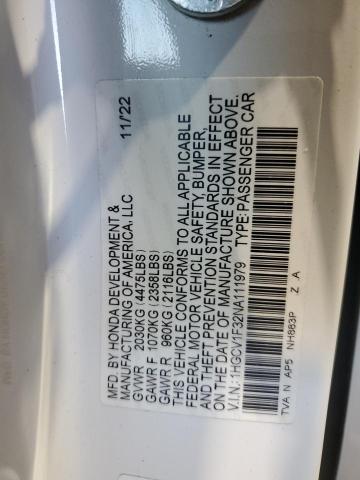 MFD. BY HONDA DEVELOPMENT &
MANUFACTURING OF AMERICA, LLC 11/22
GVWR 2030KG (4475LBS)
GAWR F 1070KG (2358LBS)
GAWR R 960KG (2116LBS)
THIS VEHICLE CONFORMS TO ALL APPLICABLE
FEDERAL MOTOR VEHICLE SAFETY, BUMPER,
AND THEFT PREVENTION STANDARDS IN EFFECT
ON THE DATE OF MANUFACTURE SHOWN ABOVE.
V.I.N.: 1HGCV1F32NA111979 TYPE: PASSENGER CAR
TVA N AP5 NH883P Z A